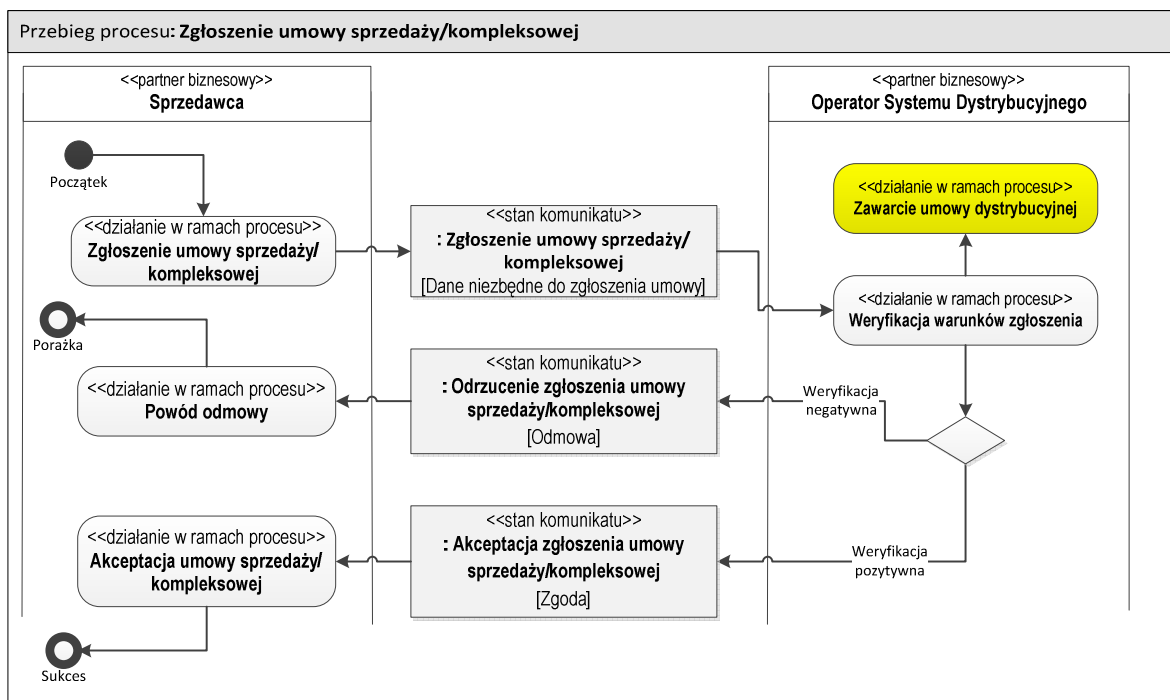 Przebieg procesu: Zgłoszenie umowy sprzedaży/kompleksowej
<<partner biznesowy>>
Sprzedawca
<<partner biznesowy>>
Operator Systemu Dystrybucyjnego
Początek
<<działanie w ramach procesu>>
Zgłoszenie umowy sprzedaży/
kompleksowej
<<stan komunikatu>>
: Zgłoszenie umowy sprzedaży/
kompleksowej
[Dane niezbędne do zgłoszenia umowy]
<<działanie w ramach procesu>>
Zawarcie umowy dystrybucyjnej
<<działanie w ramach procesu>>
Weryfikacja warunków zgłoszenia
Porażka
<<działanie w ramach procesu>>
Powód odmowy
<<stan komunikatu>>
: Odrzucenie zgłoszenia umowy
sprzedaży/kompleksowej
[Odmowa]
Weryfikacja
negatywna
<<działanie w ramach procesu>>
Akceptacja umowy sprzedaży/
kompleksowej
<<stan komunikatu>>
: Akceptacja zgłoszenia umowy
sprzedaży/kompleksowej
[Zgoda]
Weryfikacja
pozytywna
Sukces